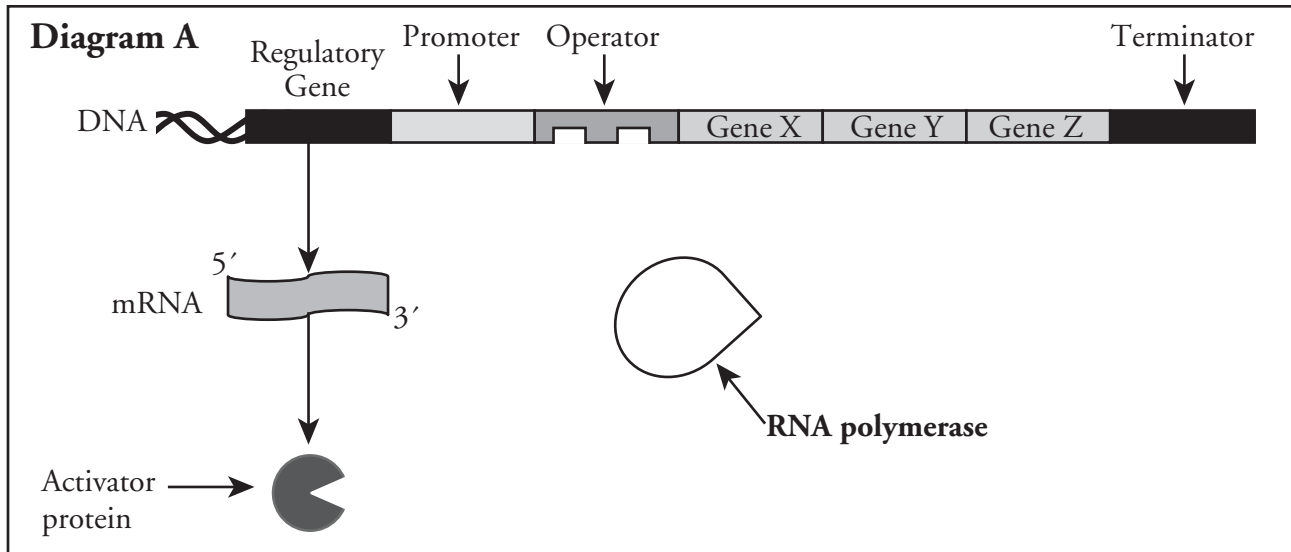 Diagram A
Regulatory
Gene
Promoter
Operator
Terminator
DNA
Gene X
Gene Y
Gene Z
5′
mRNA
3′
RNA polymerase
Activator
protein